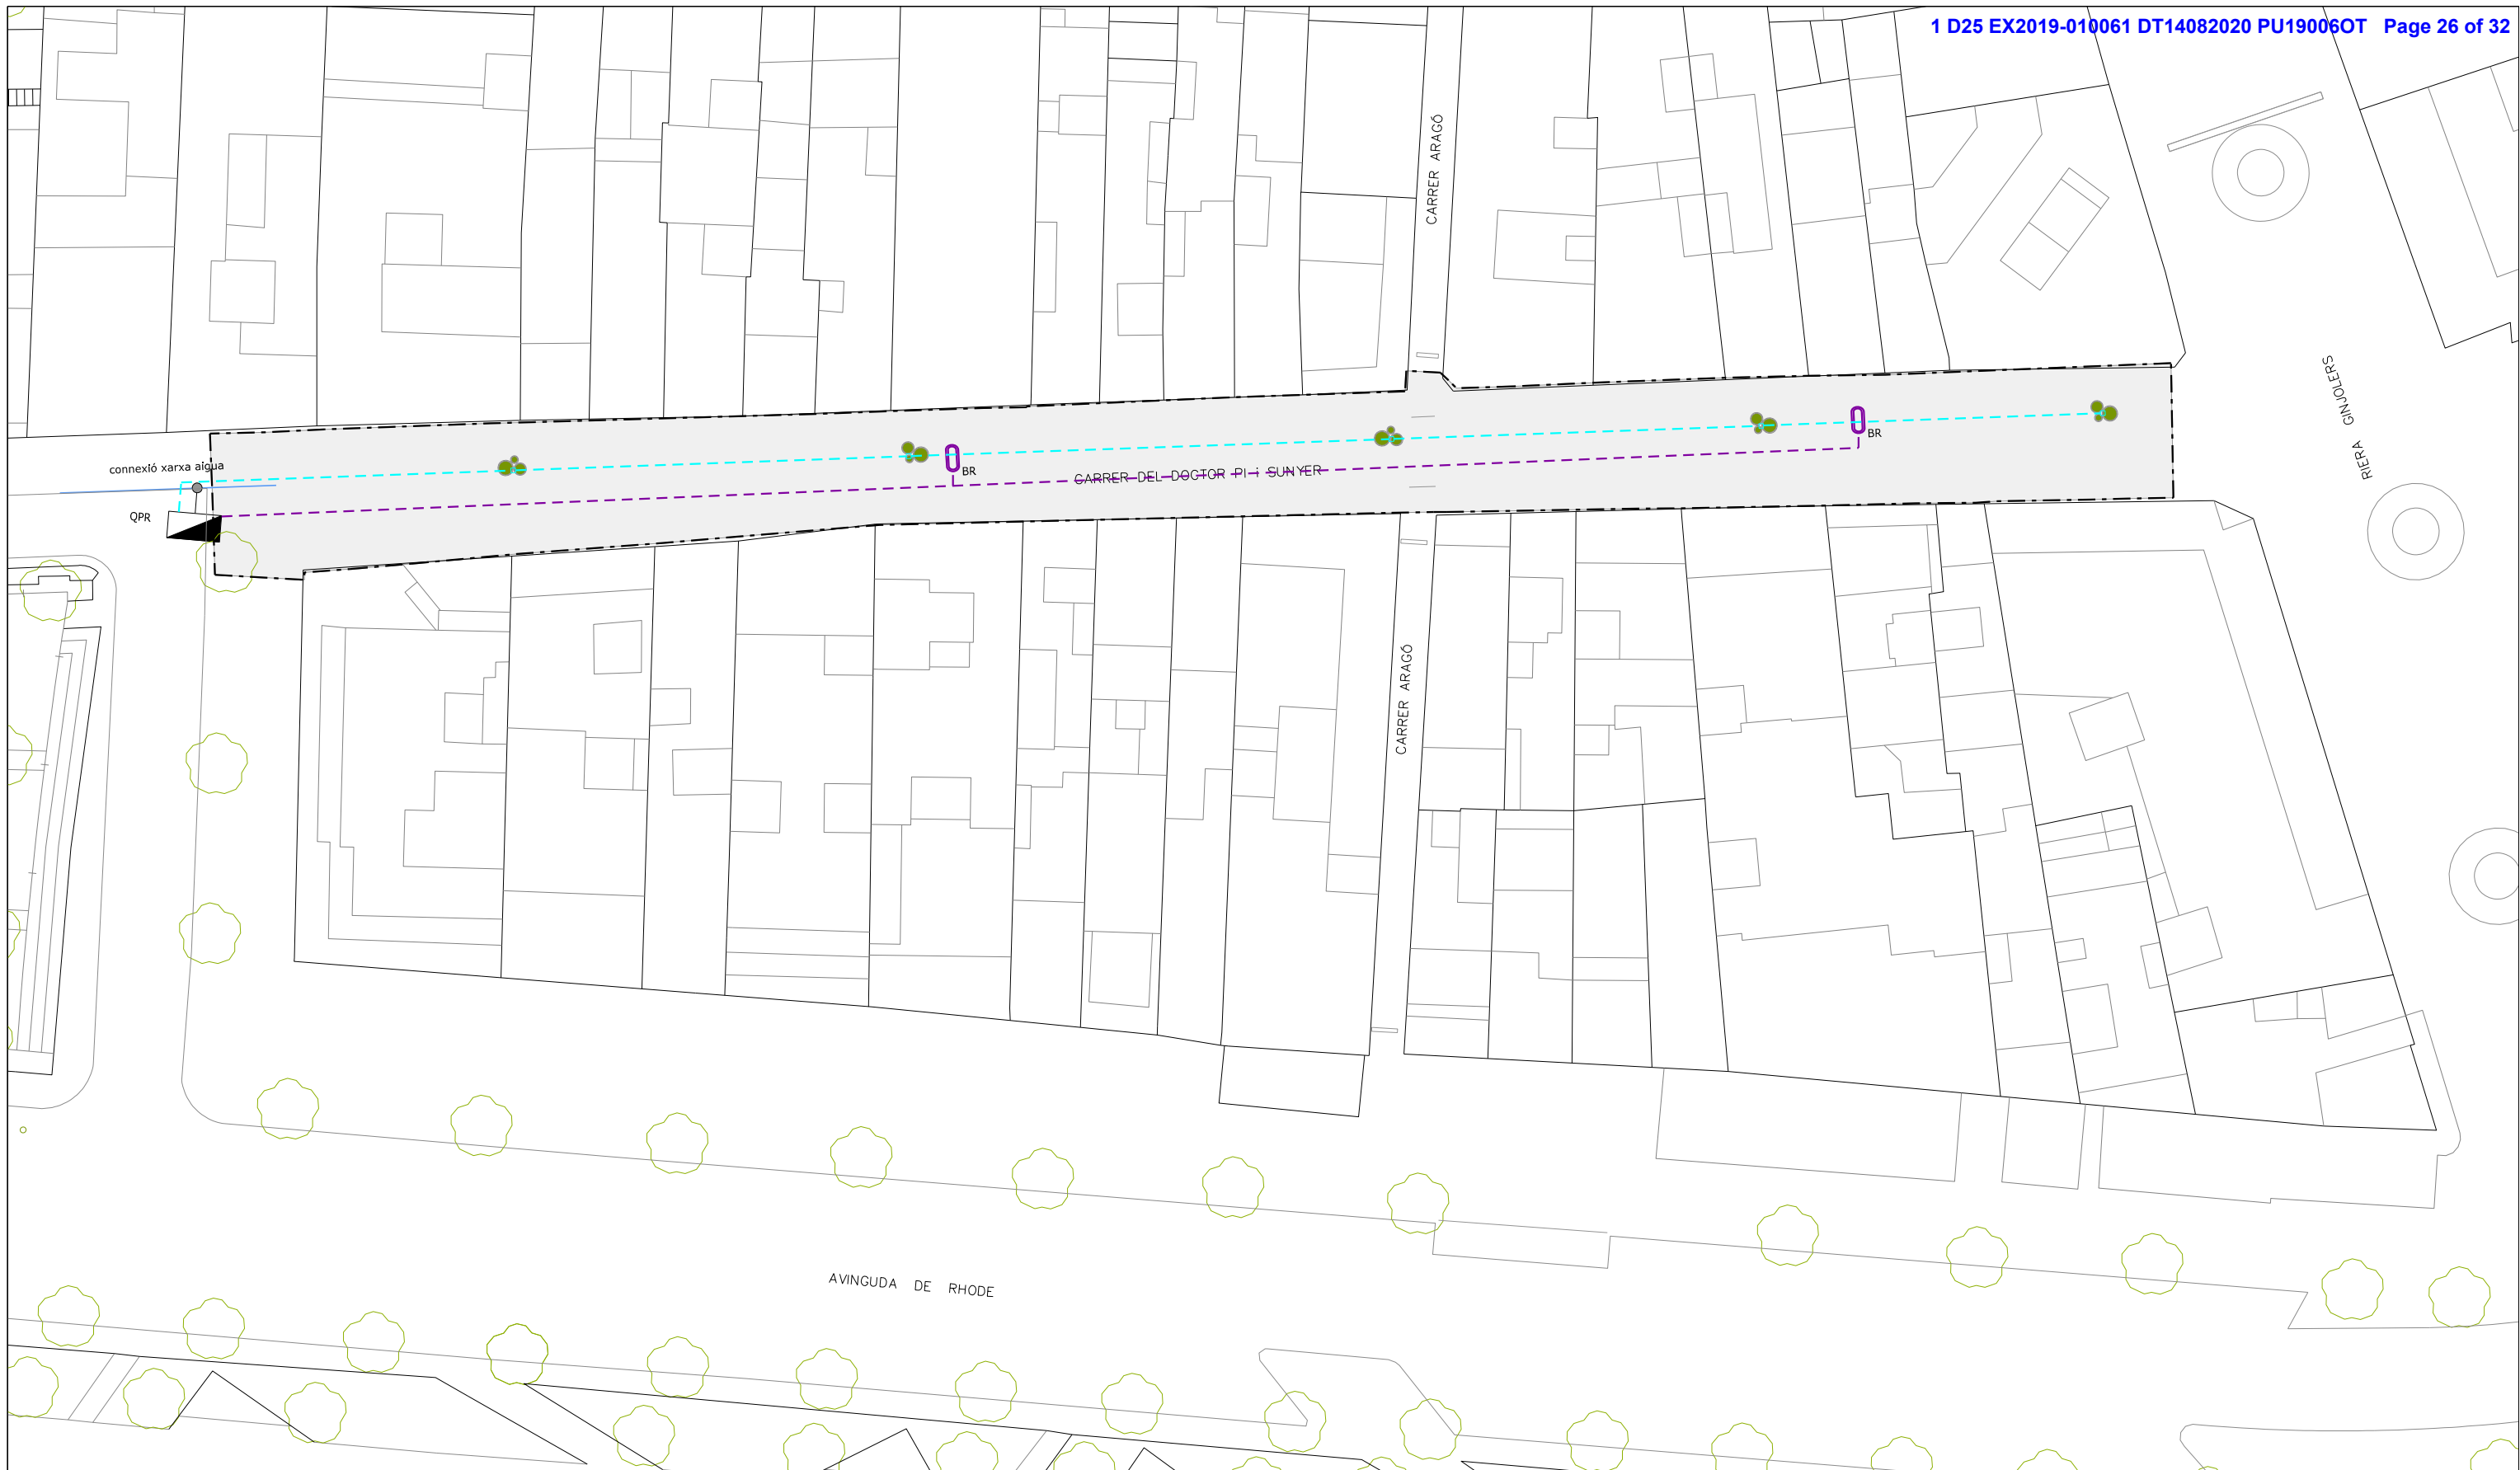 1 D25 EX2019-010061 DT14082020 PU19006OT Page 26 of 32
CARRER ARAGÓ
RIERA GINJOLERS
connexió xarxa aigua
BR
BR
CARRER DEL DOCTOR PI i SUNYER
QPR
CARRER ARAGÓ
AVINGUDA DE RHODE